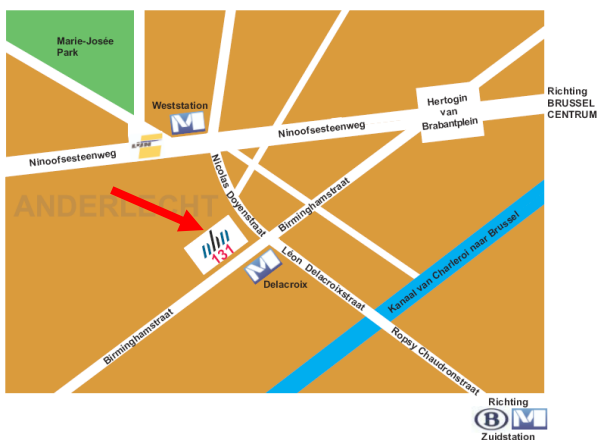 Marie-Josée
Park
Weststation
M
Ninoofsesteenweg
Ninoofsesteenweg
Hertogin
van
Brabantplein
Richting
BRUSSEL
CENTRUM
Nicolas Doyenstraat
Birminghamstraat
ANDERLECHT
131
M
Delacroix
Léon Delacroixstraat
Kanaal van Charleroi naar Brussel
Birminghamstraat
Ropsy Chaudronstraat
Richting
B M
Zuidstation